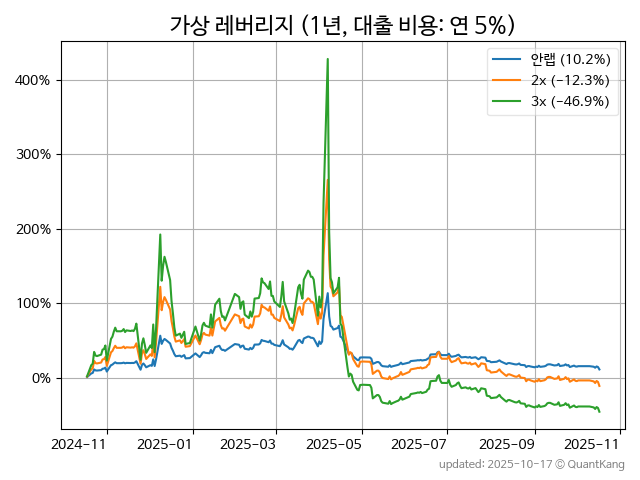 가상 레버리지 (1년, 대출 비용: 연 5%)
안랩 (10.2%)
2x (−12.3%)
3x (−46.9%)
400%
300%
200%
100%
0%
2024-11 2025-01 2025-03 2025-05 2025-07 2025-09 2025-11
updated: 2025-10-17 © QuantKang